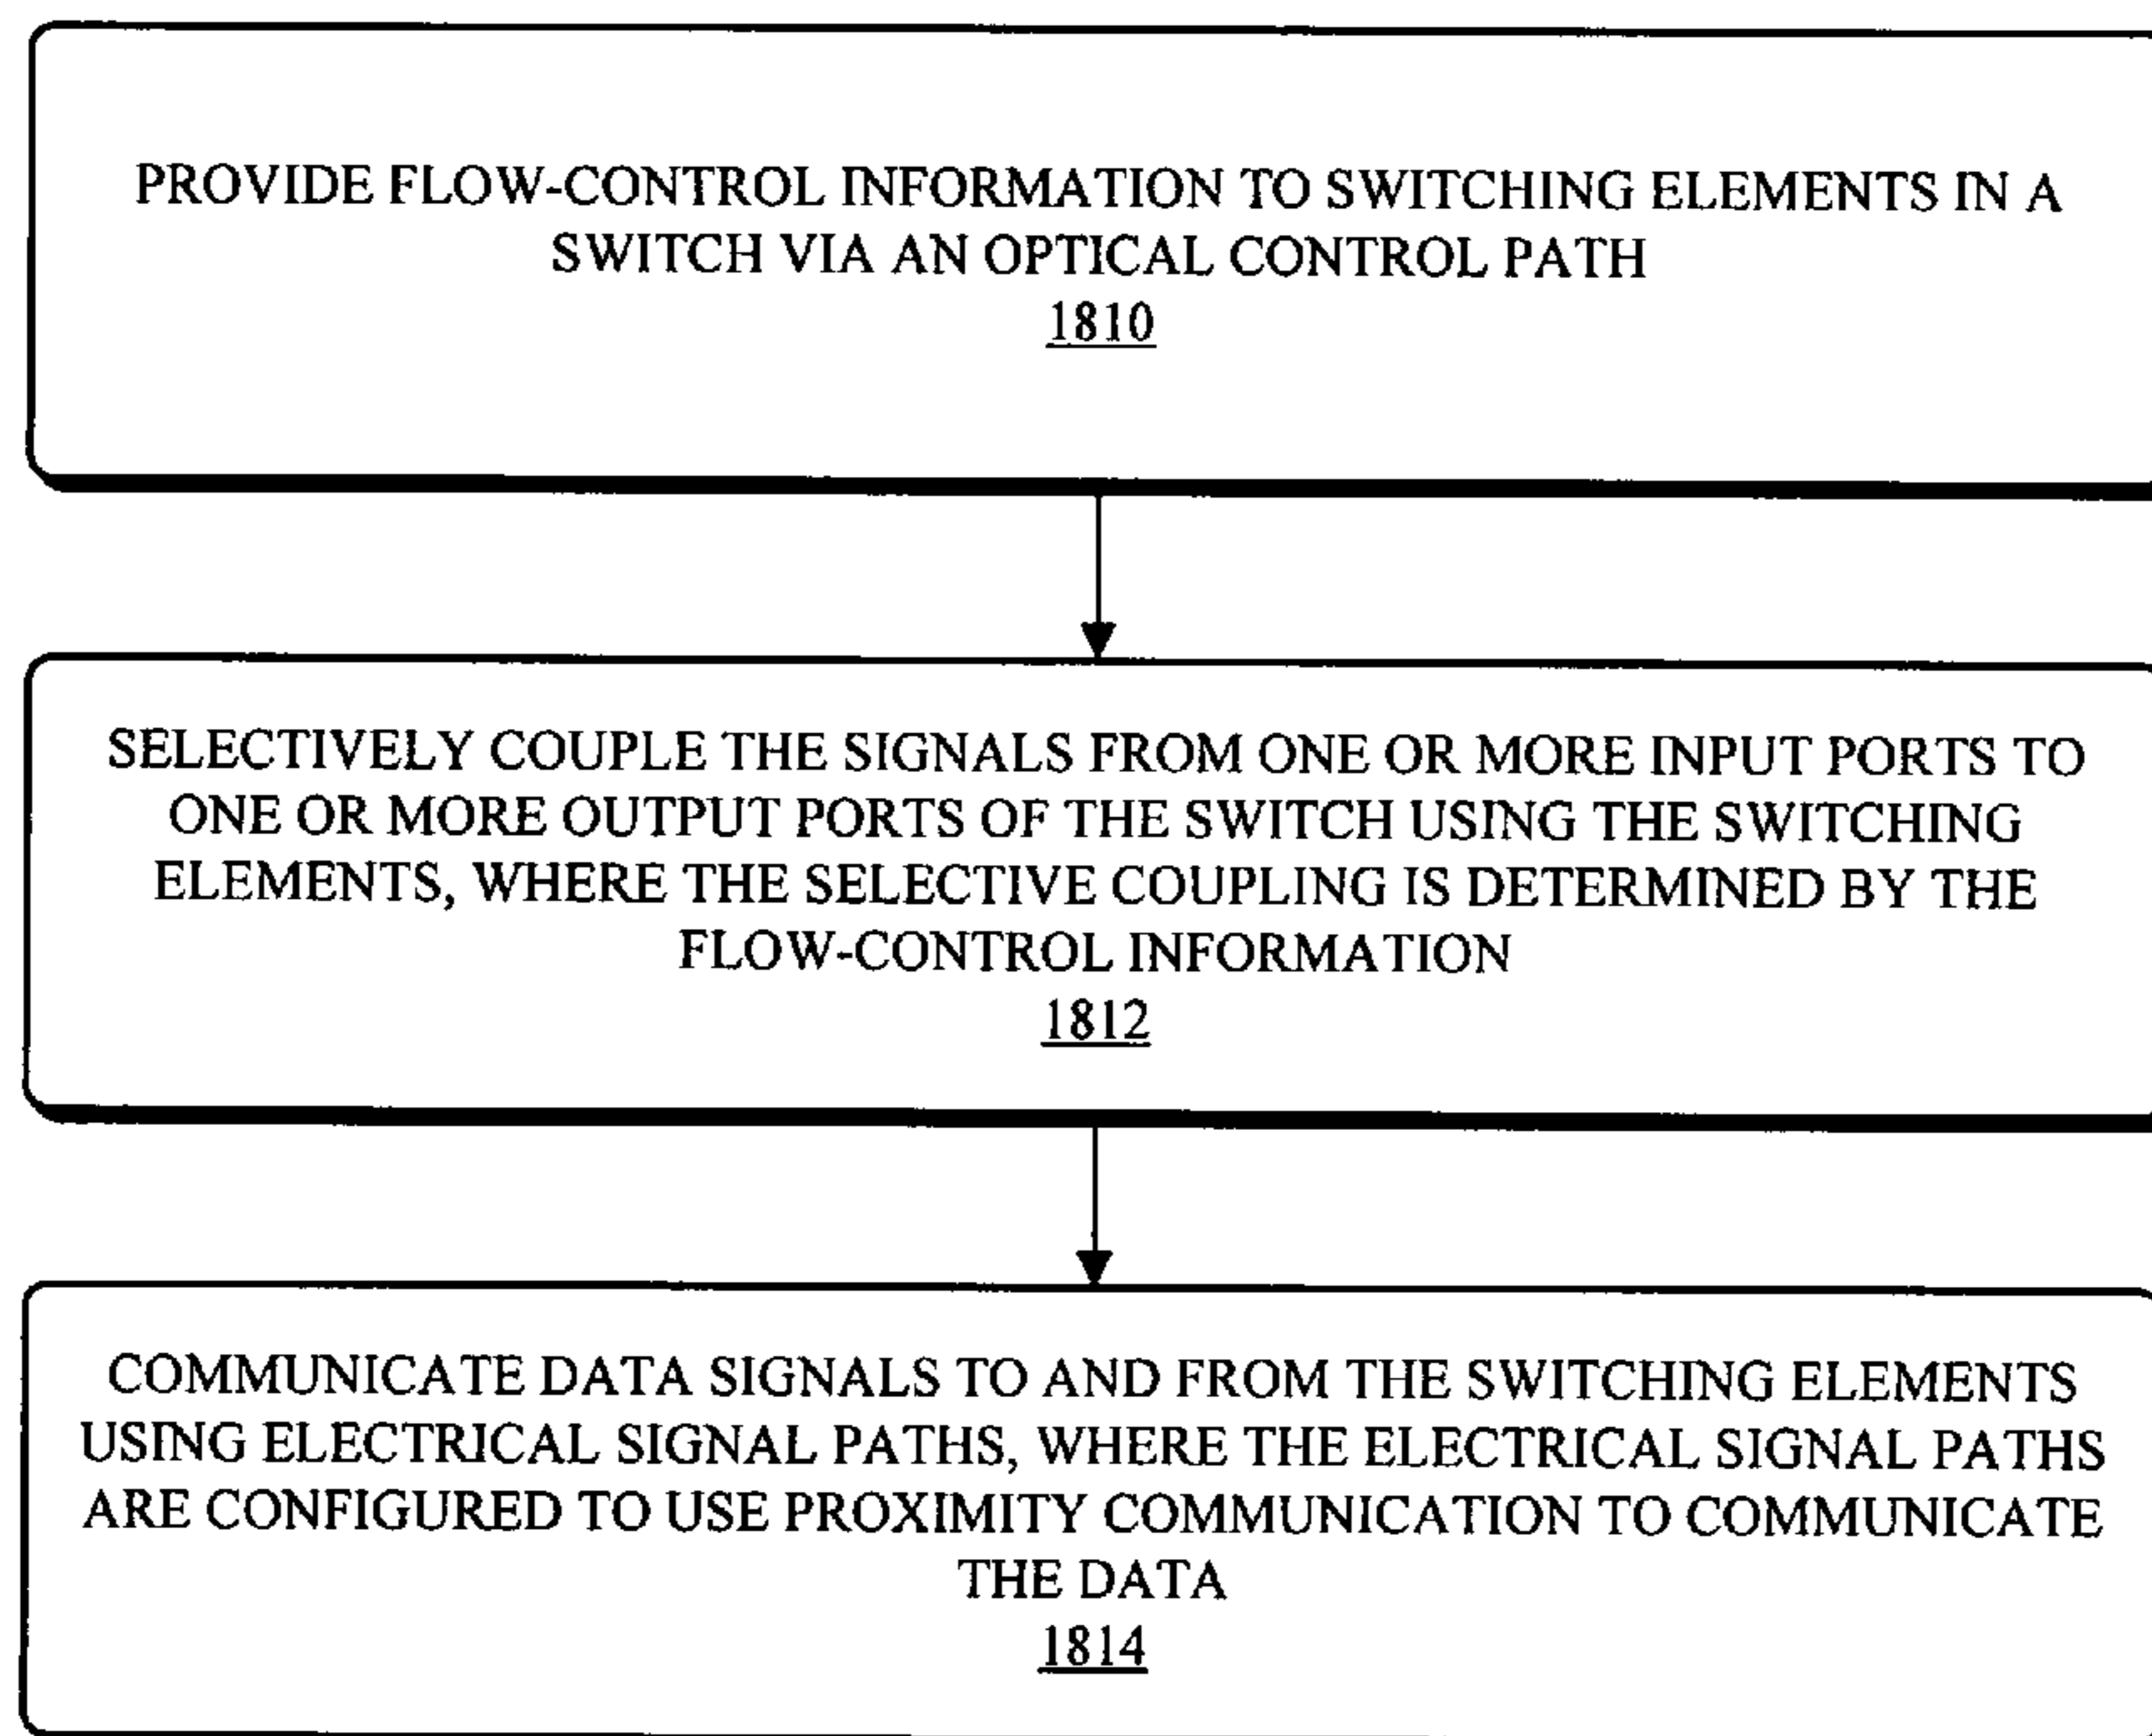 PROVIDE FLOW-CONTROL INFORMATION TO SWITCHING ELEMENTS IN A
SWITCH VIA AN OPTICAL CONTROL PATH
1810
SELECTIVELY COUPLE THE SIGNALS FROM ONE OR MORE INPUT PORTS TO
ONE OR MORE OUTPUT PORTS OF THE SWITCH USING THE SWITCHING
ELEMENTS, WHERE THE SELECTIVE COUPLING IS DETERMINED BY THE
FLOW-CONTROL INFORMATION
1812
COMMUNICATE DATA SIGNALS TO AND FROM THE SWITCHING ELEMENTS
USING ELECTRICAL SIGNAL PATHS, WHERE THE ELECTRICAL SIGNAL PATHS
ARE CONFIGURED TO USE PROXIMITY COMMUNICATION TO COMMUNICATE
THE DATA
1814